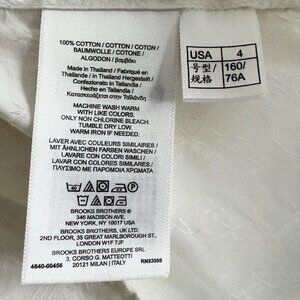 100% COTTON / COTTON / COTON
BAUMWOLLE / COTONE /
ALGODON / βαμβάκι
Made in Thailand / Fabriqué en
Thaïlande / Hergestellt in Thailand
Confezionato in Tailandia /
Hecho en Tailandia /
Κατασκευάζεται στην Ταϊλάνδη
MACHINE WASH WARM
WITH LIKE COLORS.
ONLY NON CHLORINE BLEACH.
TUMBLE DRY LOW.
WARM IRON IF NEEDED.
LAVER AVEC COULEURS SIMILAIRES /
MIT ÄHNLICHEN FARBEN WASCHEN /
LAVARE CON COLORI SIMILI /
LAVAR CON COLORES SIMILARES /
ΠΛΥΣΙΜΟ ΜΕ ΠΑΡΟΜΟΙΑ ΧΡΩΜΑΤΑ
BROOKS BROTHERS ®
346 MADISON AVE.
NEW YORK, NY 10017 USA
BROOKS BROTHERS UK, LTD
2ND FLOOR, 35 GREAT MARLBOROUGH ST.,
LONDON W1F 7JF
BROOKS BROTHERS EUROPE SRL
3, CORSO G. MATTEOTTI
20121 MILAN | ITALY
4640-00456
RN93066
USA 4
号型/ 160/
规格 76A